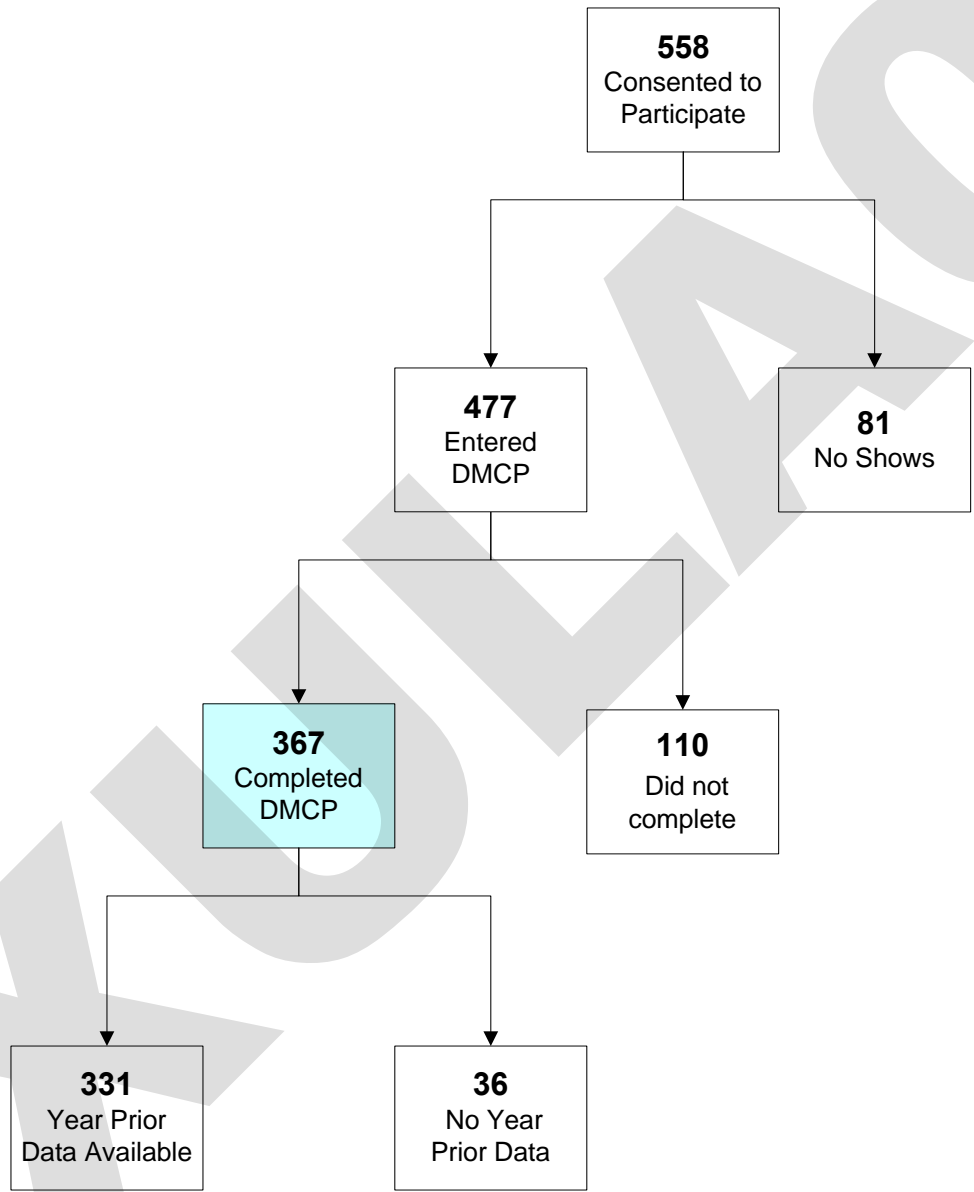 558
Consented to
Participate
477
Entered
DMCP
81
No Shows
367
Completed
DMCP
110
Did not
complete
331
Year Prior
Data Available
36
No Year
Prior Data